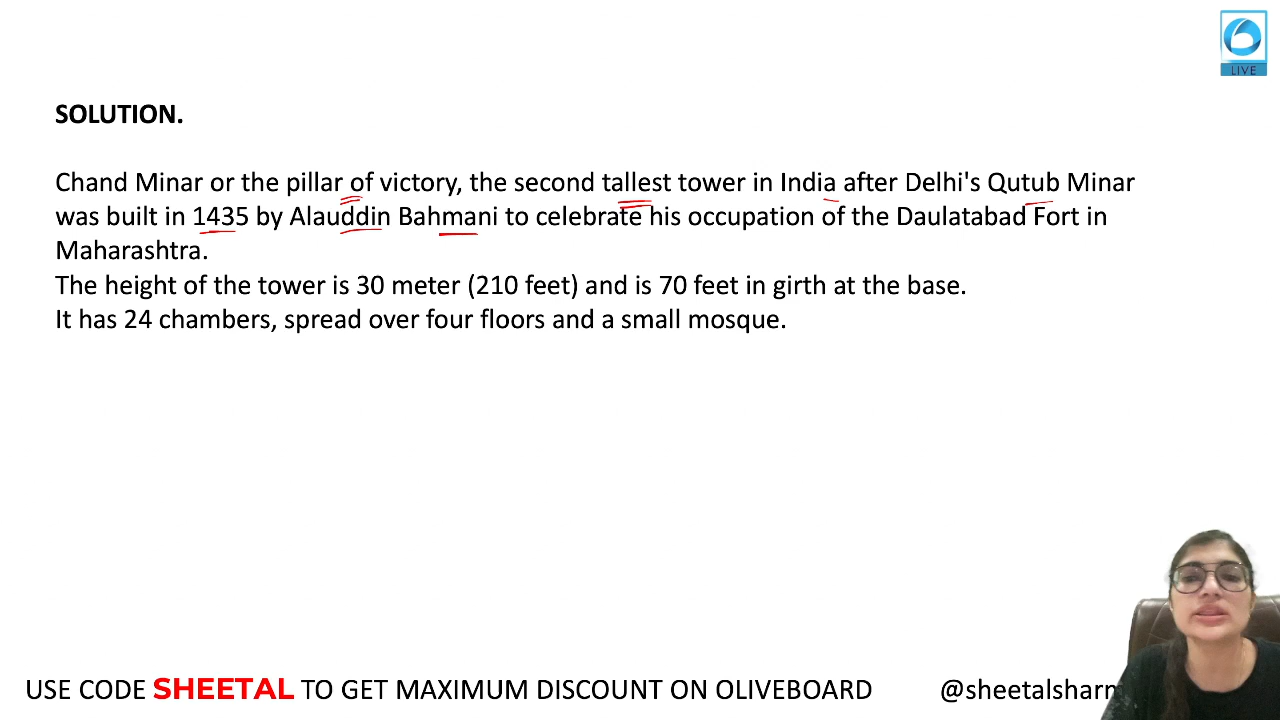 LIVE
SOLUTION.
Chand Minar or the pillar of victory, the second tallest tower in India after Delhi's Qutub Minar
was built in 1435 by Alauddin Bahmani to celebrate his occupation of the Daulatabad Fort in
Maharashtra.
The height of the tower is 30 meter (210 feet) and is 70 feet in girth at the base.
It has 24 chambers, spread over four floors and a small mosque.
USE CODE SHEETAL TO GET MAXIMUM DISCOUNT ON OLIVEBOARD